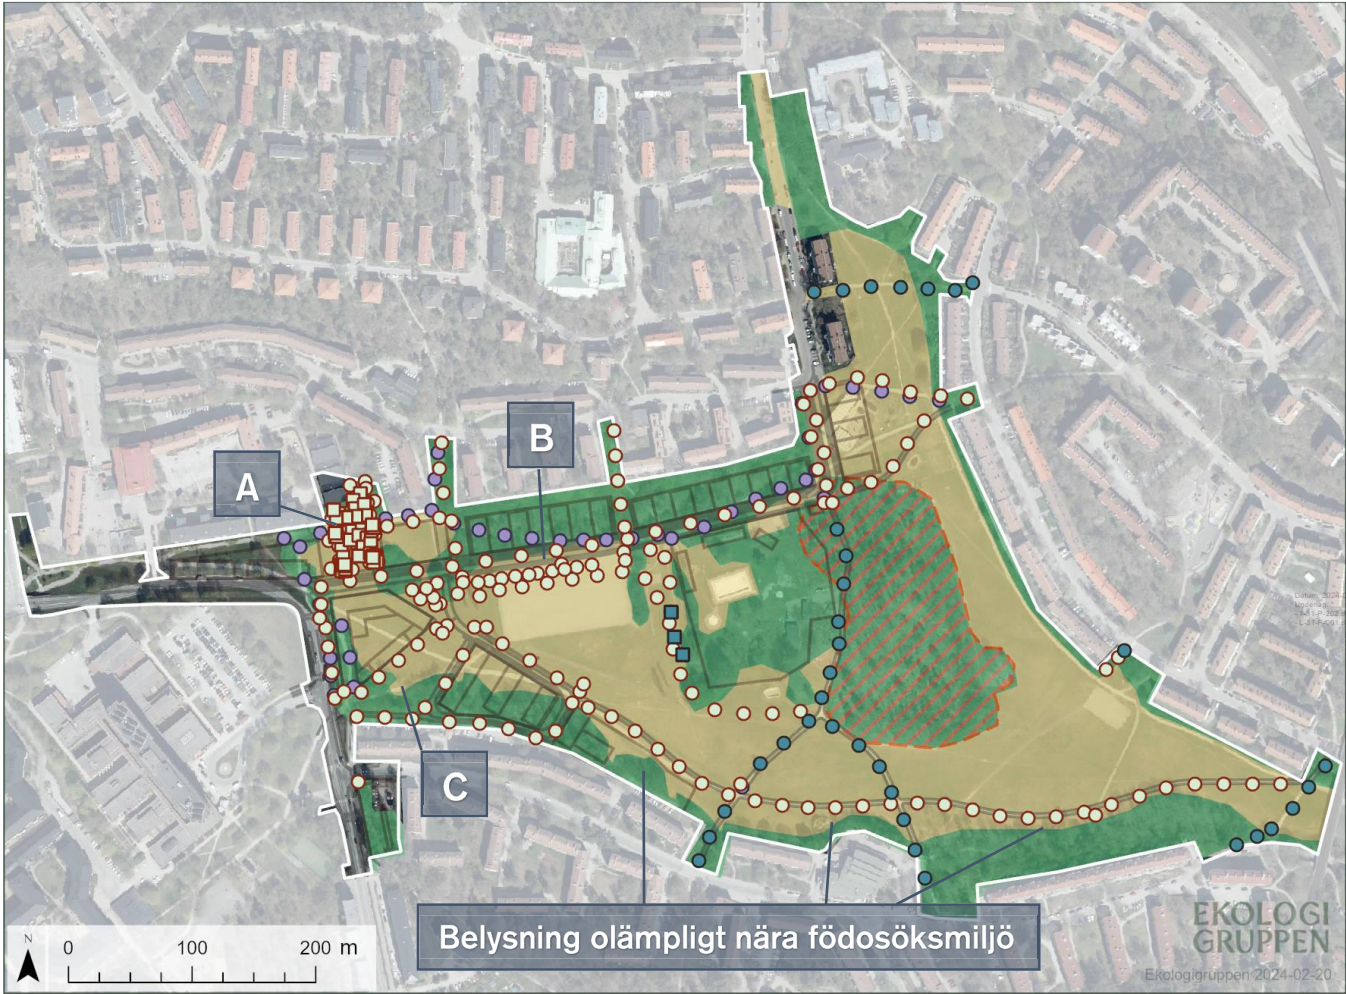 B
A
C
Belysning olämpligt nära födosöksmiljö
N
0 100 200 m
EKOLOGI
GRUPPEN
Ekologigruppen 2024-02-20